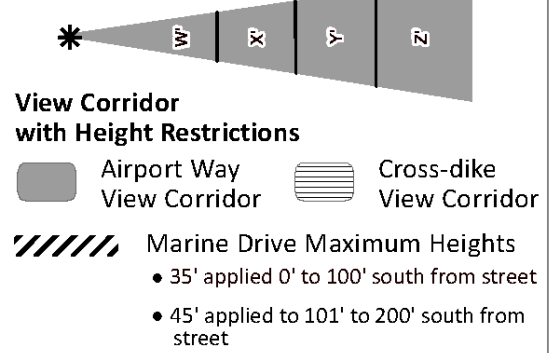 W' X' Y' Z'
View Corridor
with Height Restrictions
Airport Way
View Corridor
Cross-dike
View Corridor
Marine Drive Maximum Heights
• 35' applied 0' to 100' south from street
• 45' applied to 101' to 200' south from
street